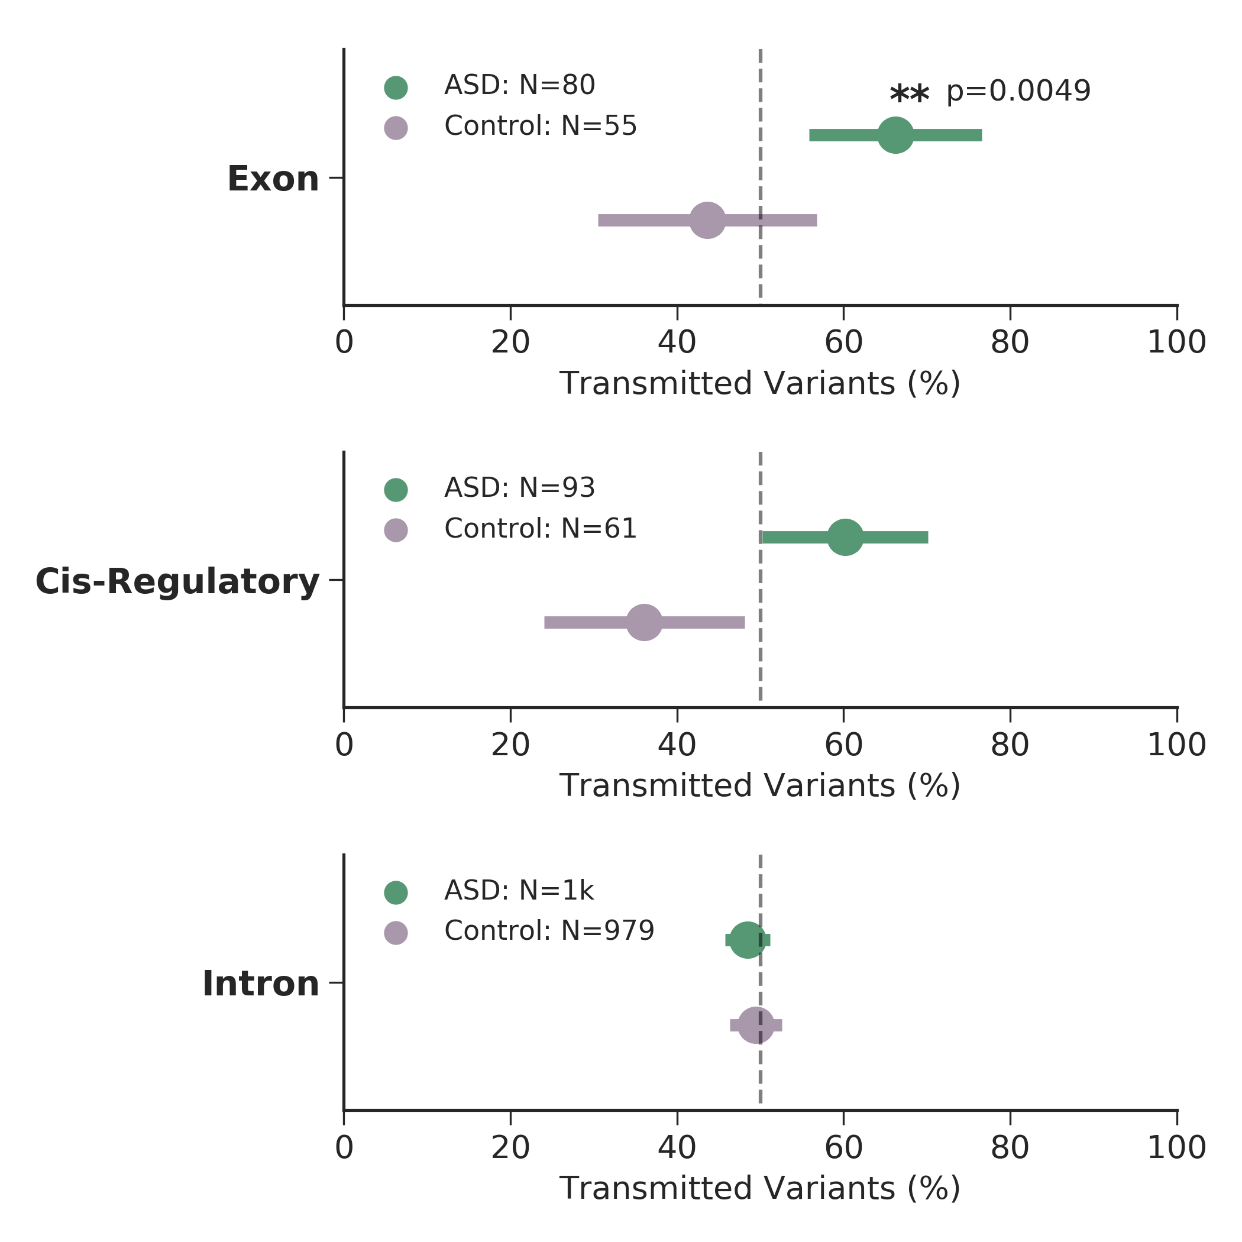 ASD: N=80
Control: N=55
** p=0.0049
Exon
0 20 40 60 80 100
Transmitted Variants (%)
ASD: N=93
Control: N=61
Cis-Regulatory
0 20 40 60 80 100
Transmitted Variants (%)
ASD: N=1k
Control: N=979
Intron
0 20 40 60 80 100
Transmitted Variants (%)